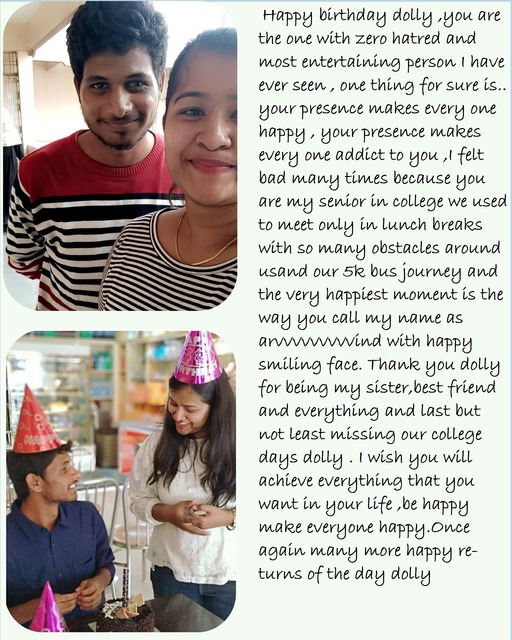 Happy birthday dolly ,you are
the one with zero hatred and
most entertaining person I have
ever seen , one thing for sure is..
your presence makes every one
happy , your presence makes
every one addict to you ,I felt
bad many times because you
are my senior in college we used
to meet only in lunch breaks
with so many obstacles around
usand our 5k bus journey and
the very happiest moment is the
way you call my name as
arvvvvvvvvvind with happy
smiling face. Thank you dolly
for being my sister,best friend
and everything and last but
not least missing our college
days dolly . I wish you will
achieve everything that you
want in your life ,be happy
make everyone happy.Once
again many more happy re-
turns of the day dolly
HAPPY
BIRTHDAY
HAPPY